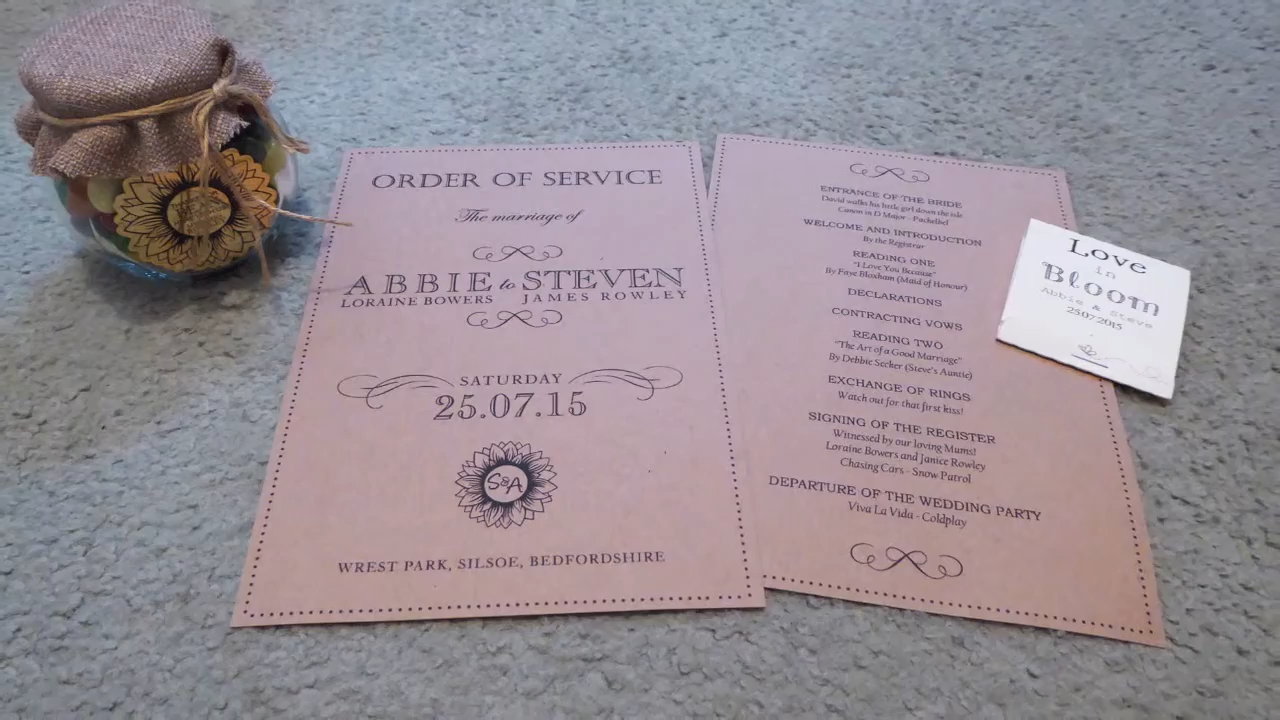 ORDER OF SERVICE
The marriage of
ABBIE to STEVEN
LORAINE BOWERS JAMES ROWLEY
SATURDAY
25.07.15
S&A
WREST PARK, SILSOE, BEDFORDSHIRE
ENTRANCE OF THE BRIDE
David walks his little girl down the isle
Canon in D Major - Pachelbel
WELCOME AND INTRODUCTION
By the Registrar
READING ONE
"I Love You Because"
By Faye Bloxham (Maid of Honour)
DECLARATIONS
CONTRACTING VOWS
READING TWO
"The Art of a Good Marriage"
By Debbie Secker (Steve's Auntie)
EXCHANGE OF RINGS
Watch out for that first kiss!
SIGNING OF THE REGISTER
Witnessed by our loving Mums!
Loraine Bowers and Janice Rowley
Chasing Cars - Snow Patrol
DEPARTURE OF THE WEDDING PARTY
Viva La Vida - Coldplay
Love
in
Bloom
Abbie & Steve
25.07.2015